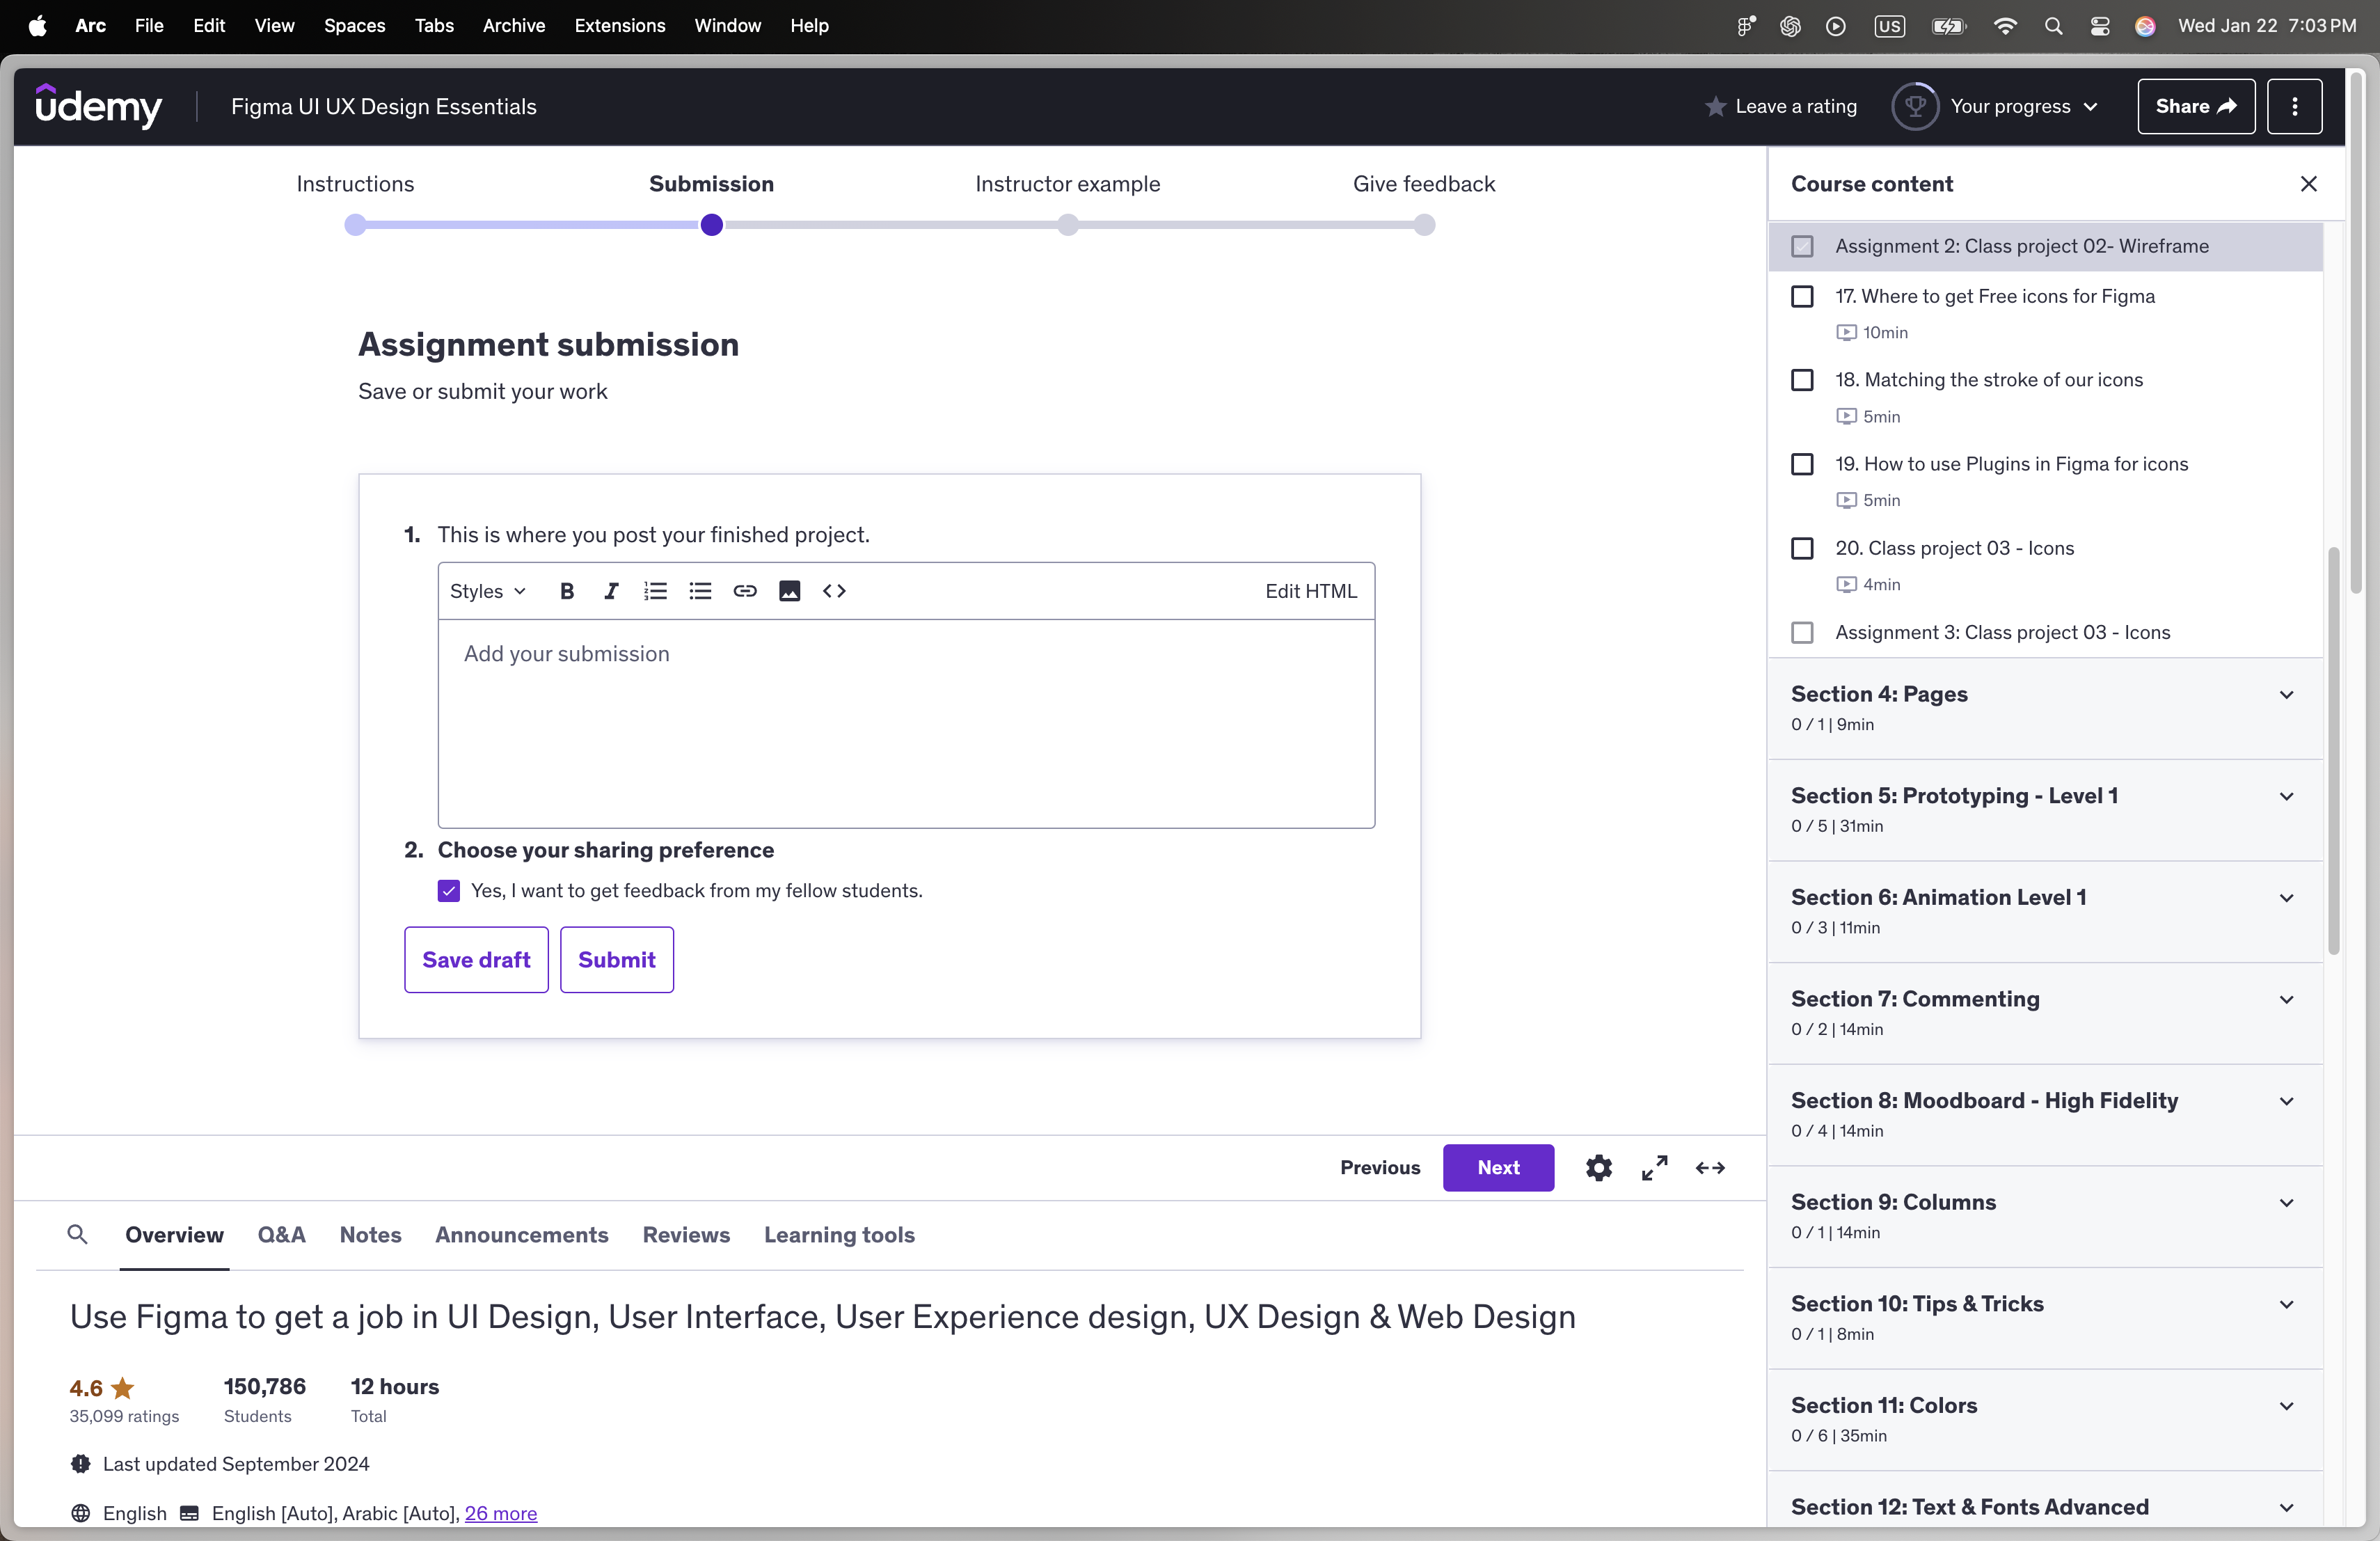 Arc File Edit View Spaces Tabs Archive Extensions Window Help US Wed Jan 22 7:03 PM
udemy Figma UI UX Design Essentials Leave a rating Your progress Share
Instructions Submission Instructor example Give feedback
Assignment submission
Save or submit your work
1. This is where you post your finished project.
Styles B I Edit HTML
Add your submission
2. Choose your sharing preference
Yes, I want to get feedback from my fellow students.
Save draft Submit
Previous Next
Overview Q&A Notes Announcements Reviews Learning tools
Use Figma to get a job in UI Design, User Interface, User Experience design, UX Design & Web Design
4.6 150,786 12 hours
35,099 ratings Students Total
Last updated September 2024
English English [Auto], Arabic [Auto], 26 more
Course content
Assignment 2: Class project 02- Wireframe
17. Where to get Free icons for Figma
10min
18. Matching the stroke of our icons
5min
19. How to use Plugins in Figma for icons
5min
20. Class project 03 - Icons
4min
Assignment 3: Class project 03 - Icons
Section 4: Pages
0 / 1 | 9min
Section 5: Prototyping - Level 1
0 / 5 | 31min
Section 6: Animation Level 1
0 / 3 | 11min
Section 7: Commenting
0 / 2 | 14min
Section 8: Moodboard - High Fidelity
0 / 4 | 14min
Section 9: Columns
0 / 1 | 14min
Section 10: Tips & Tricks
0 / 1 | 8min
Section 11: Colors
0 / 6 | 35min
Section 12: Text & Fonts Advanced